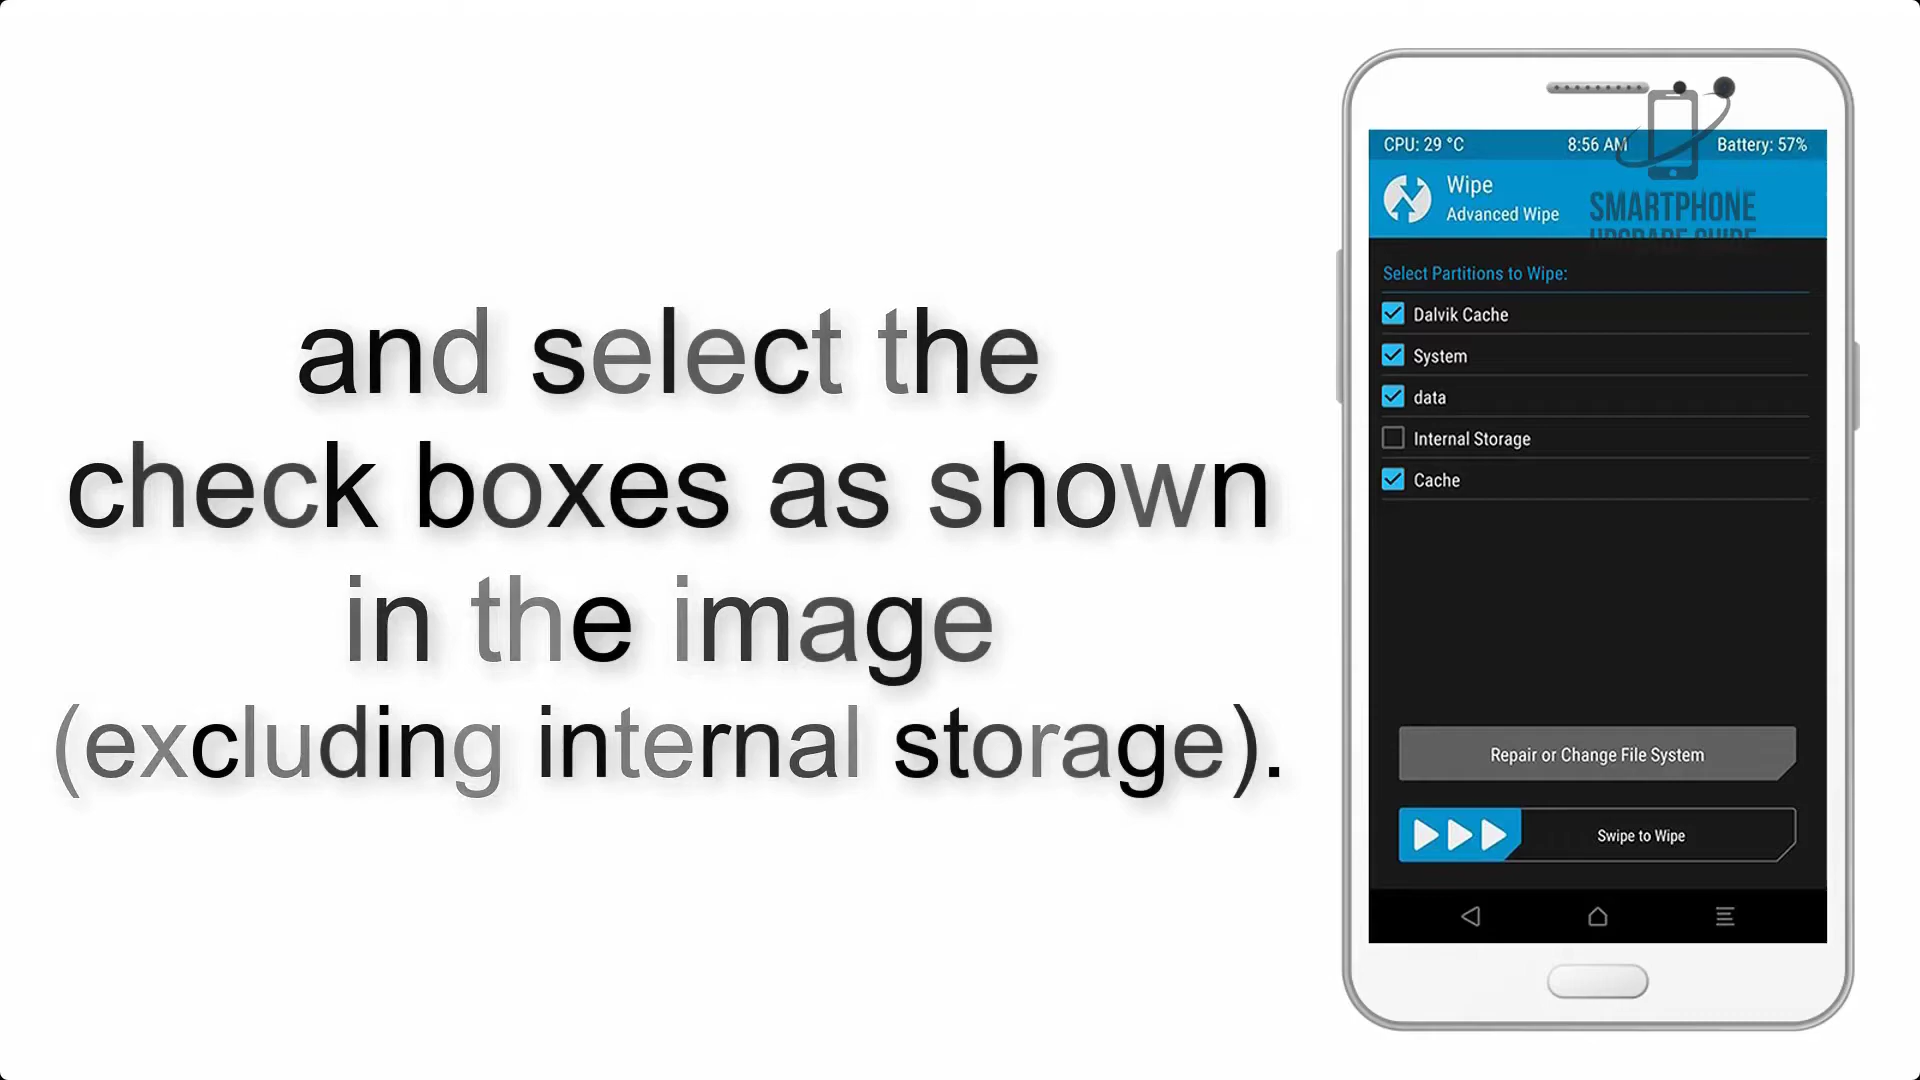 and select the
check boxes as shown
in the image
(excluding internal storage).
CPU: 29 °C 8:56 AM Battery: 57%
Wipe
Advanced Wipe
SMARTPHONE
UPGRADE GUIDE
Select Partitions to Wipe:
Dalvik Cache
System
data
Internal Storage
Cache
Repair or Change File System
Swipe to Wipe